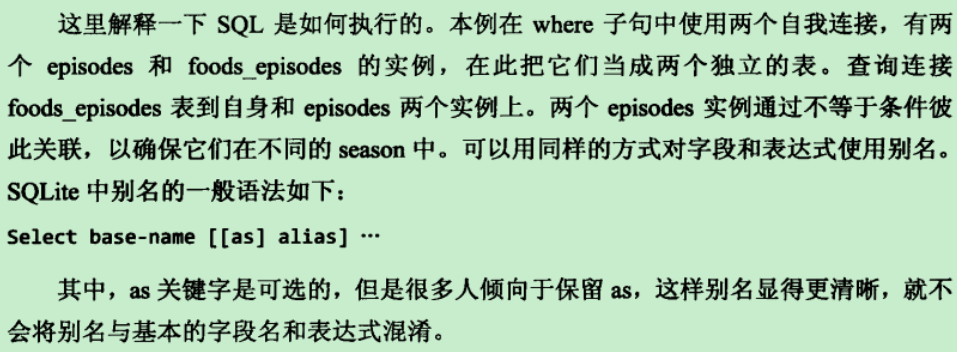 这里解释一下 SQL 是如何执行的。本例在 where 子句中使用两个自我连接，有两
个 episodes 和 foods_episodes 的实例，在此把它们当成两个独立的表。查询连接
foods_episodes 表到自身和 episodes 两个实例上。两个 episodes 实例通过不等于条件彼
此关联，以确保它们在不同的 season 中。可以用同样的方式对字段和表达式使用别名。
SQLite 中别名的一般语法如下：
Select base-name [[as] alias] …
其中，as 关键字是可选的，但是很多人倾向于保留 as，这样别名显得更清晰，就不
会将别名与基本的字段名和表达式混淆。